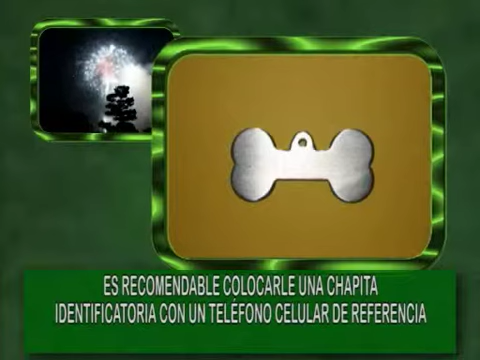 ES RECOMENDABLE COLOCARLE UNA CHAPITA
IDENTIFICATORIA CON UN TELÉFONO CELULAR DE REFERENCIA